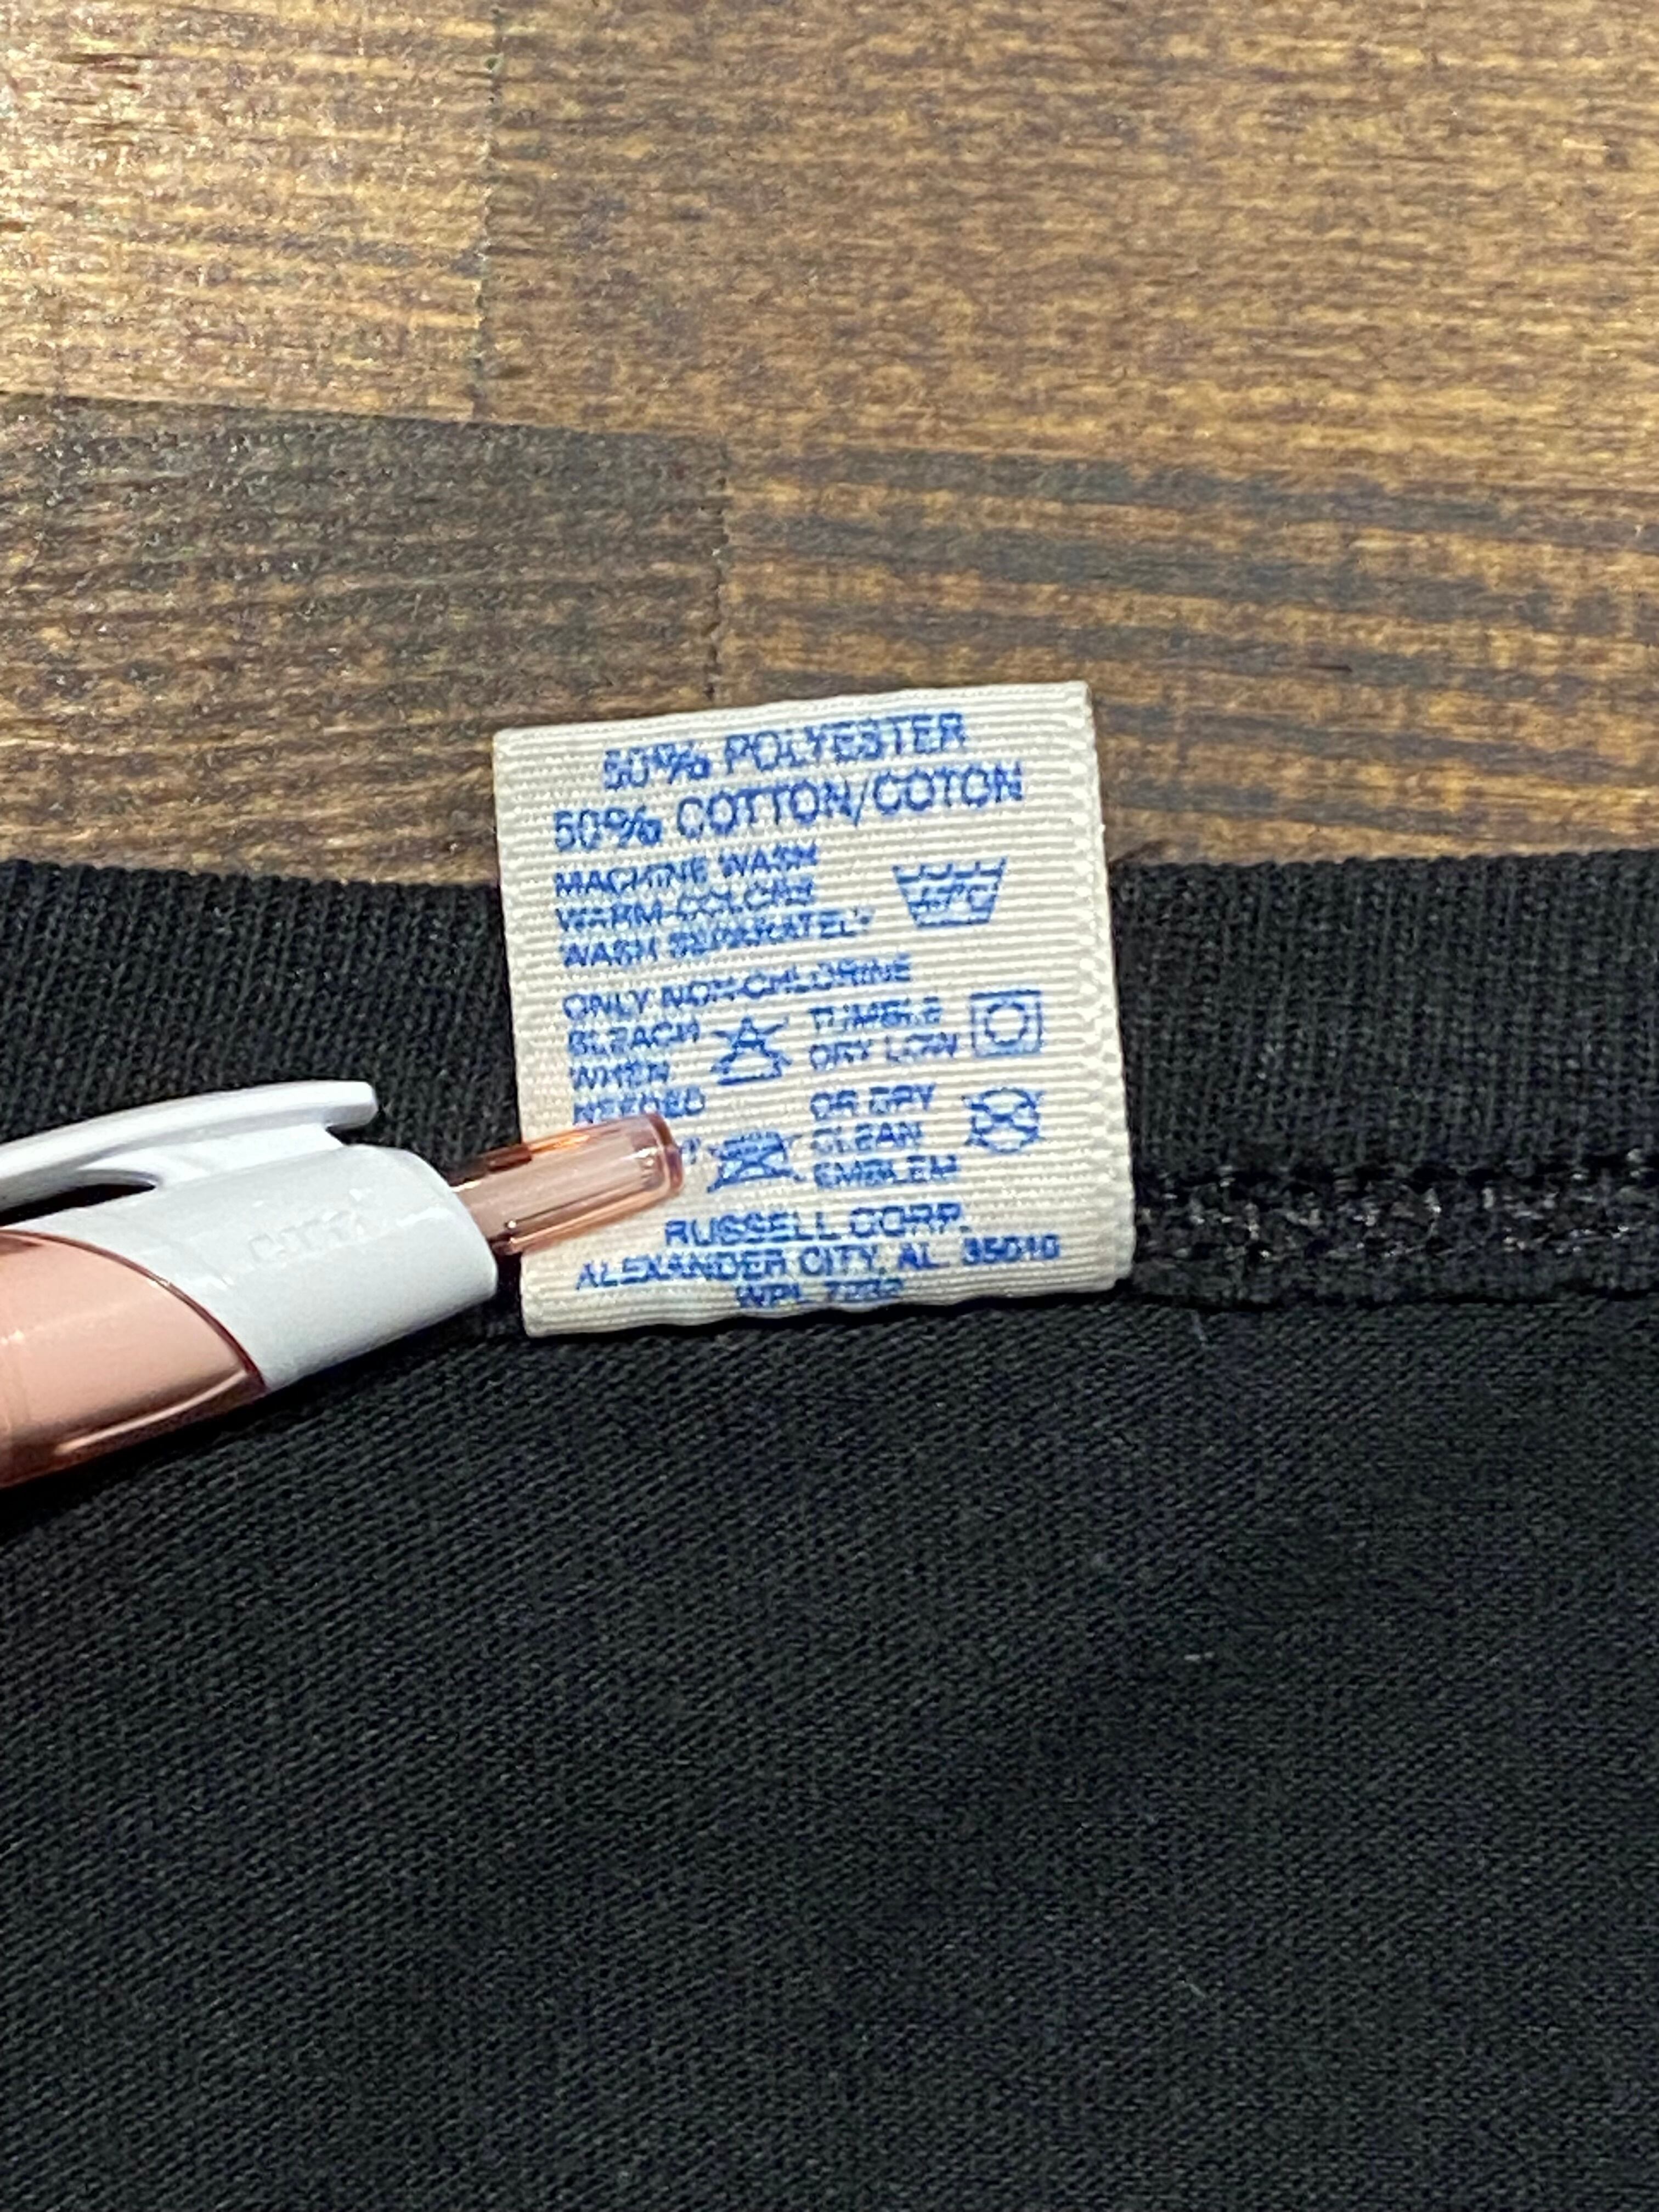 50% POLYESTER
50% COTTON/COTON
MACHINE WASH
WARM-COLORS
WASH SEPARATELY
ONLY NON-CHLORINE
BLEACH
WHEN
NEEDED
TUMBLE
DRY LOW
OR DRY
CLEAN
EMBLEM
RUSSELL CORP.
ALEXANDER CITY, AL 35010
WPL